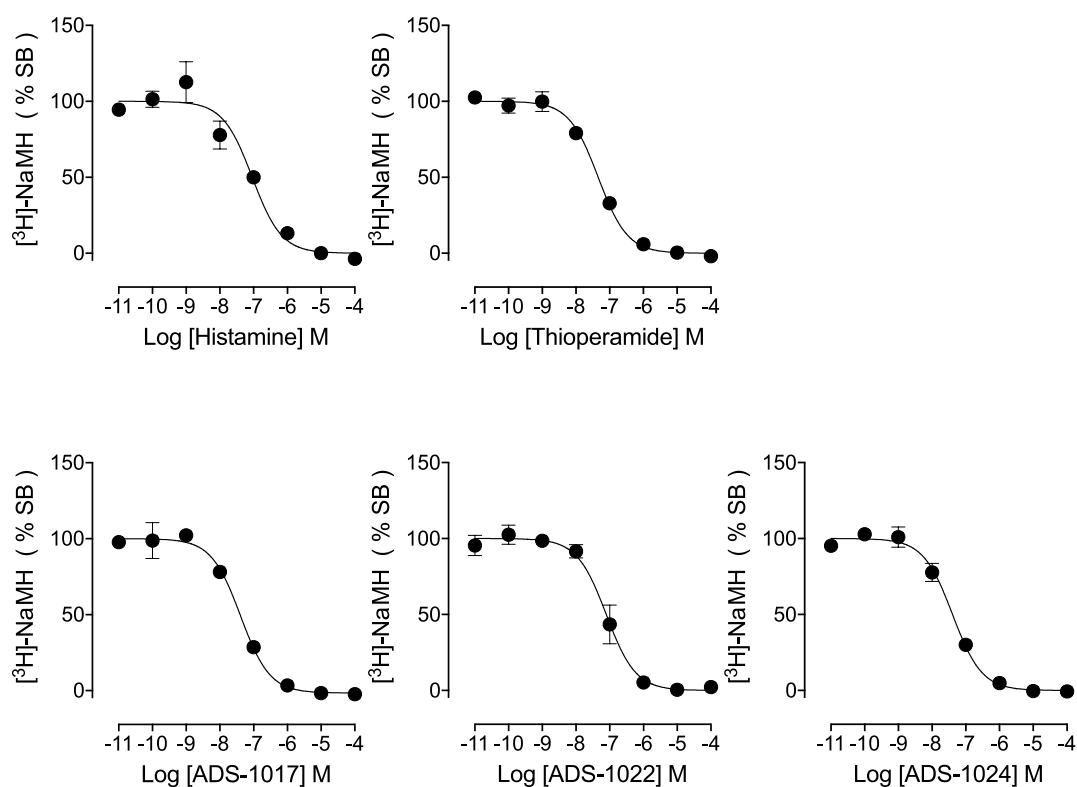 150
100
50
0
[³H]-NaMH ( % SB )
-11 -10 -9 -8 -7 -6 -5 -4
Log [Histamine] M
150
100
50
0
[³H]-NaMH ( % SB )
-11 -10 -9 -8 -7 -6 -5 -4
Log [Thioperamide] M
150
100
50
0
[³H]-NaMH ( % SB )
-11 -10 -9 -8 -7 -6 -5 -4
Log [ADS-1017] M
150
100
50
0
[³H]-NaMH ( % SB )
-11 -10 -9 -8 -7 -6 -5 -4
Log [ADS-1022] M
150
100
50
0
[³H]-NaMH ( % SB )
-11 -10 -9 -8 -7 -6 -5 -4
Log [ADS-1024] M